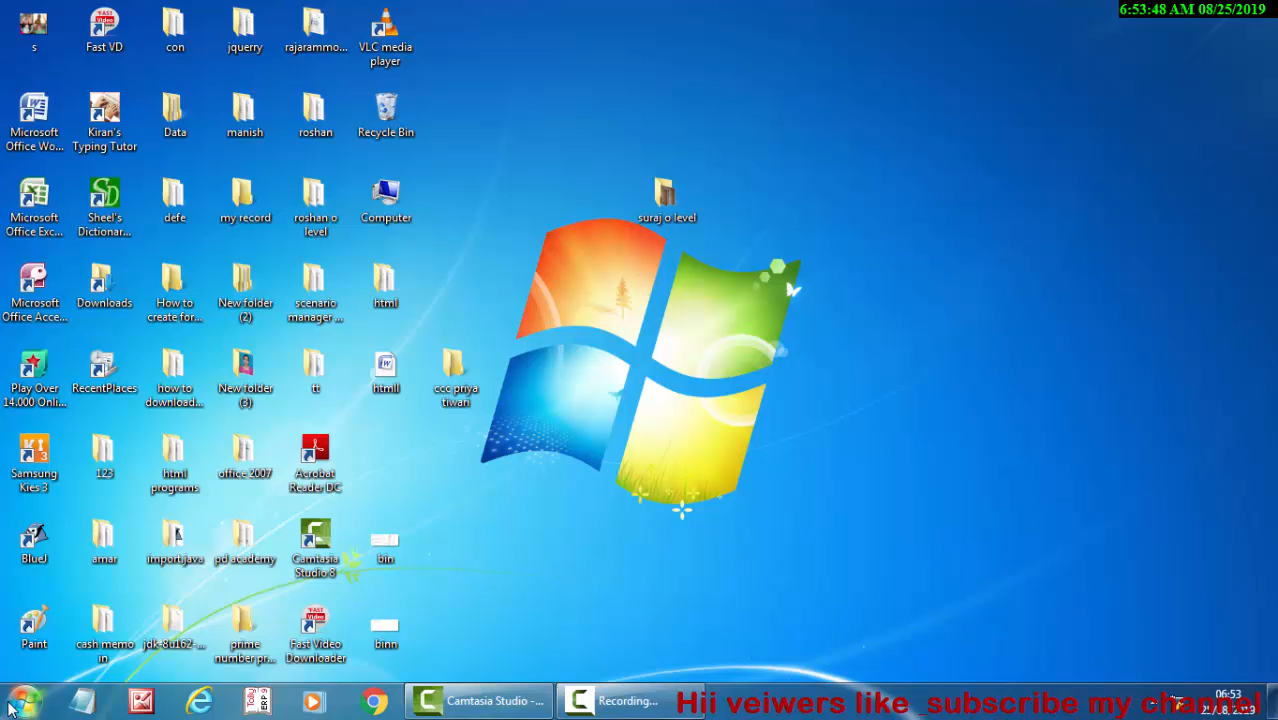 6:53:48 AM 08/25/2019
s
Fast VD
con
jquerry
rajarammo...
VLC media
player
Microsoft
Office Wo...
Kiran's
Typing Tutor
Data
manish
roshan
Recycle Bin
Microsoft
Office Exc...
Sheel's
Dictionar...
defe
my record
roshan o
level
Computer
suraj o level
Microsoft
Office Acce...
Downloads
How to
create for...
New folder
(2)
scenario
manager ...
html
Play Over
14.000 Onli...
RecentPlaces
how to
download...
New folder
(3)
tt
htmll
ccc priya
tiwari
Samsung
Kies 3
123
html
programs
office 2007
Acrobat
Reader DC
BlueJ
amar
import.java
pd academy
Camtasia
Studio 8
bin
Paint
cash memo
in
jdk-8u162-...
prime
number pr...
Fast Video
Downloader
binn
Camtasia Studio -...
Recording...
Hii veiwers like subscribe my channel
06:53